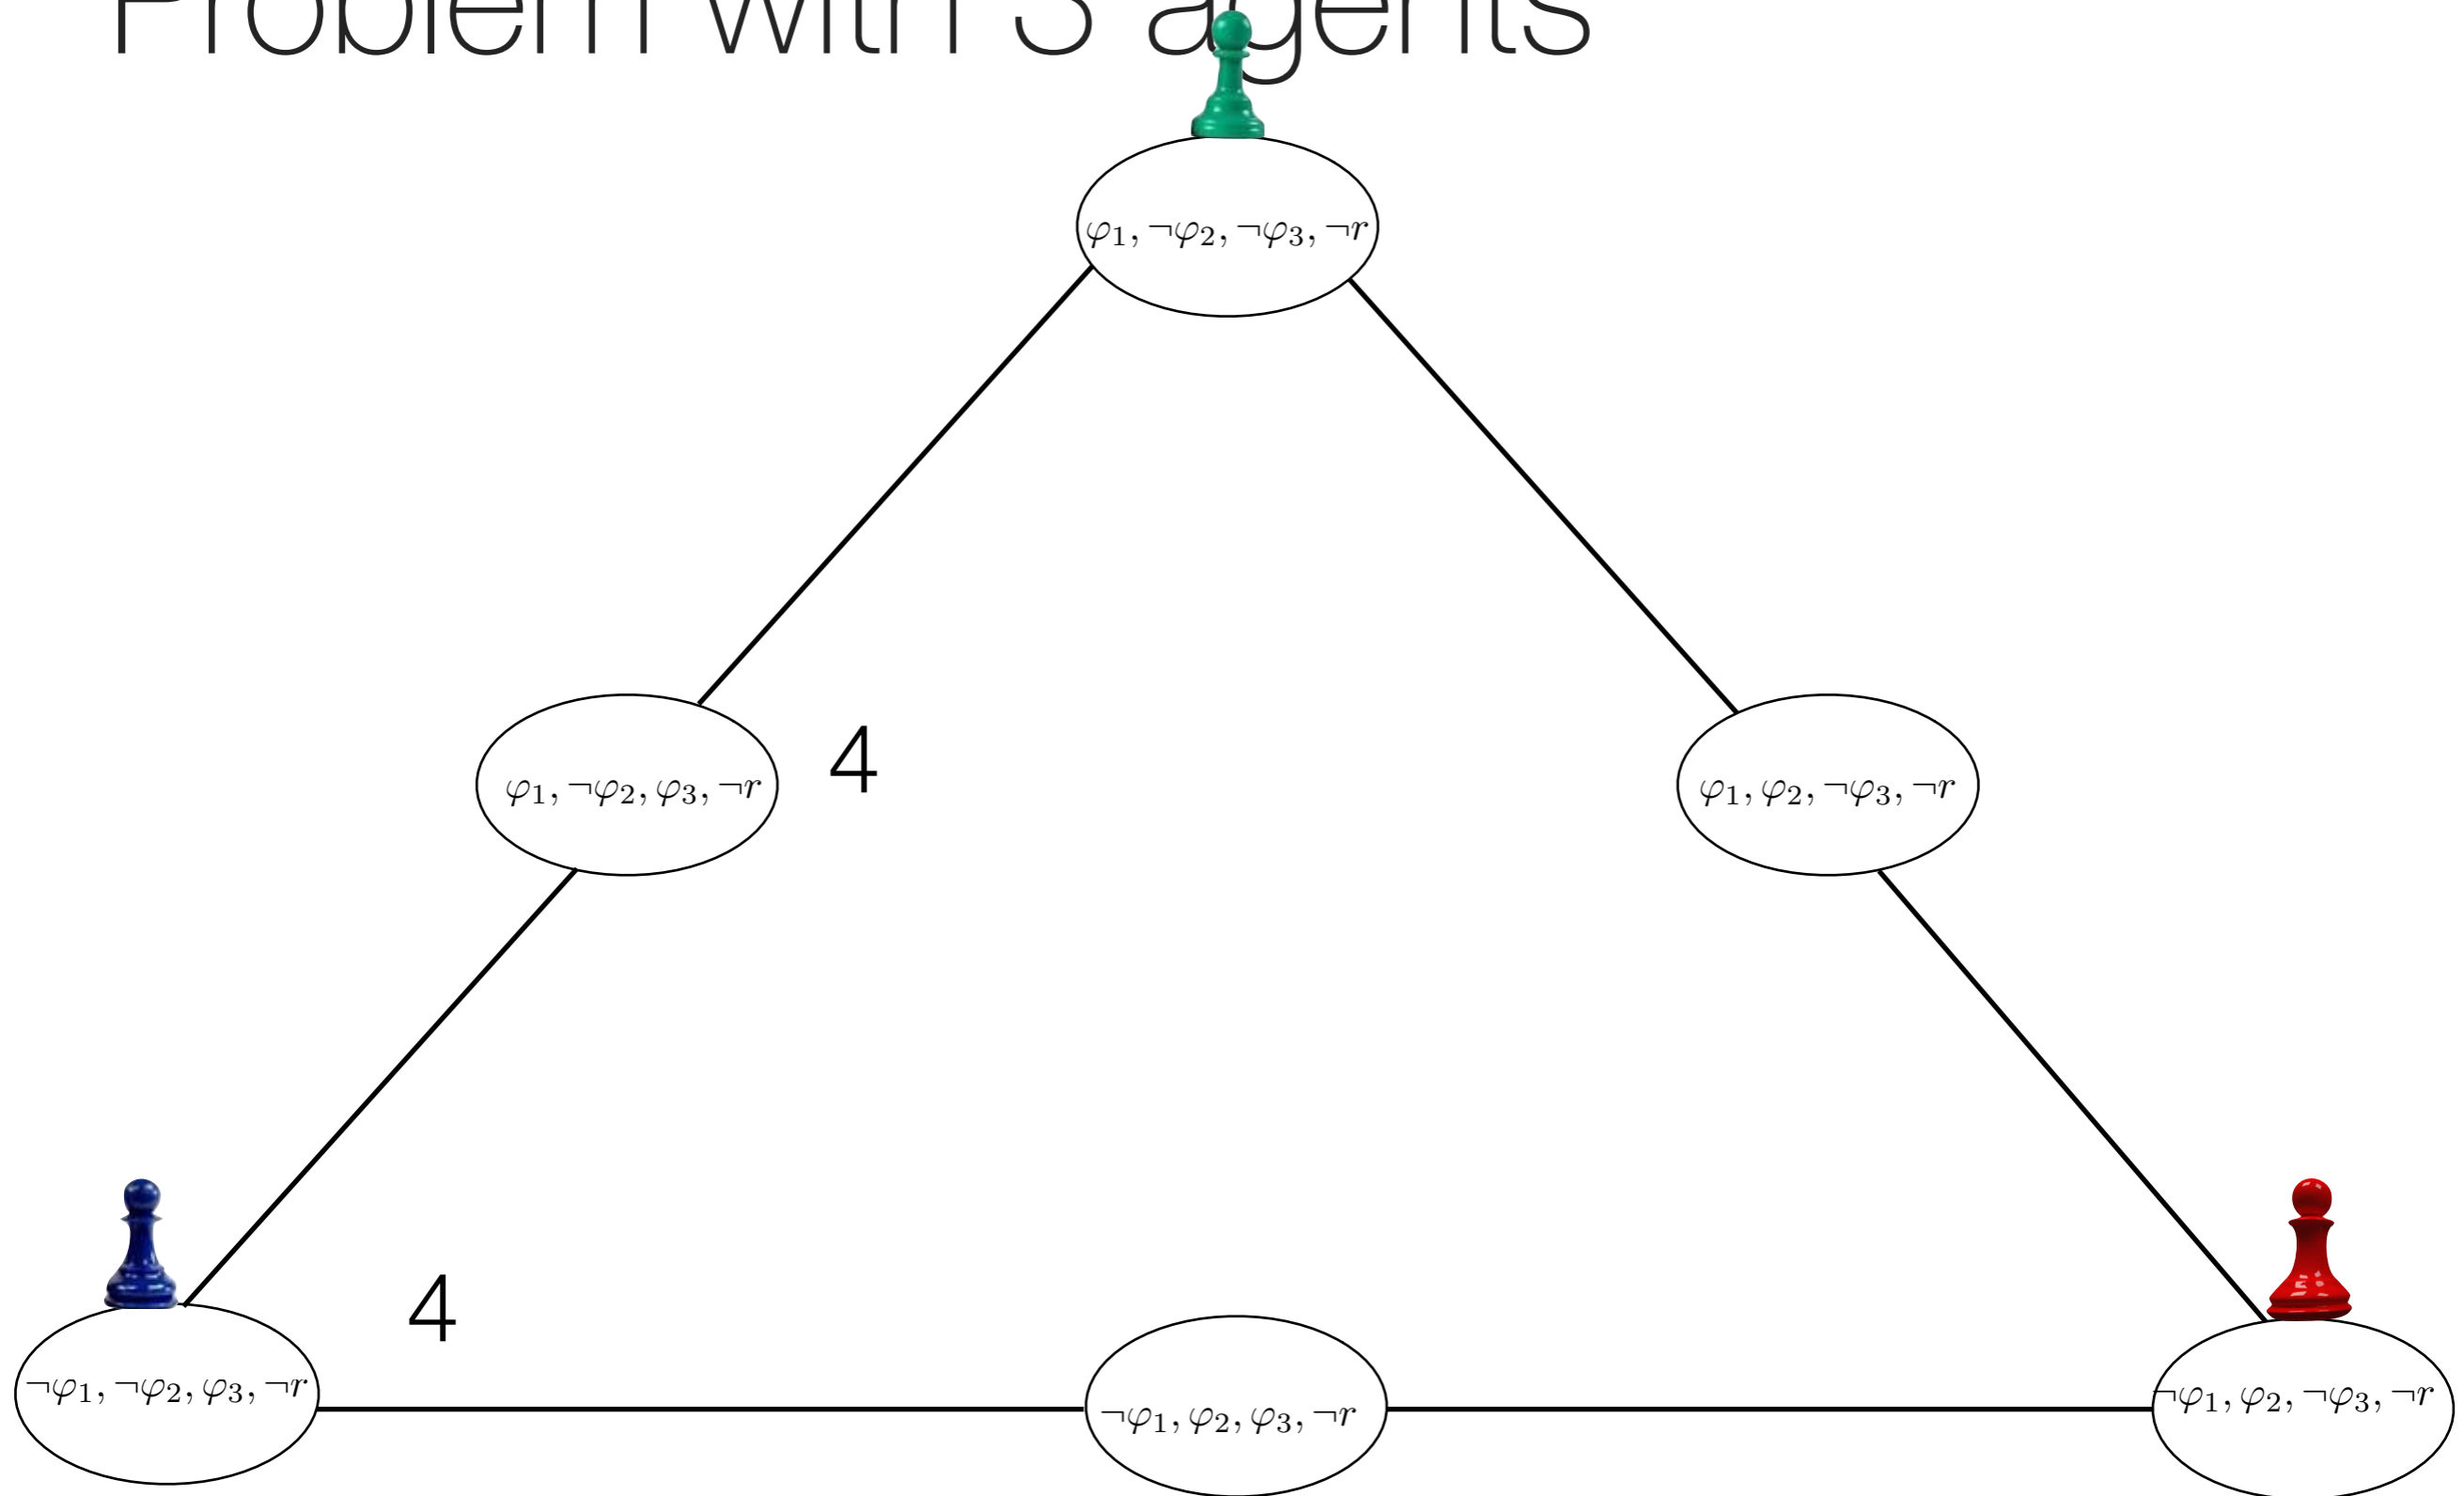 Problem with 3 agents
φ₁, ¬φ₂, ¬φ₃, ¬r
φ₁, ¬φ₂, φ₃, ¬r
4
φ₁, φ₂, ¬φ₃, ¬r
4
¬φ₁, ¬φ₂, φ₃, ¬r
¬φ₁, φ₂, φ₃, ¬r
¬φ₁, φ₂, ¬φ₃, ¬r